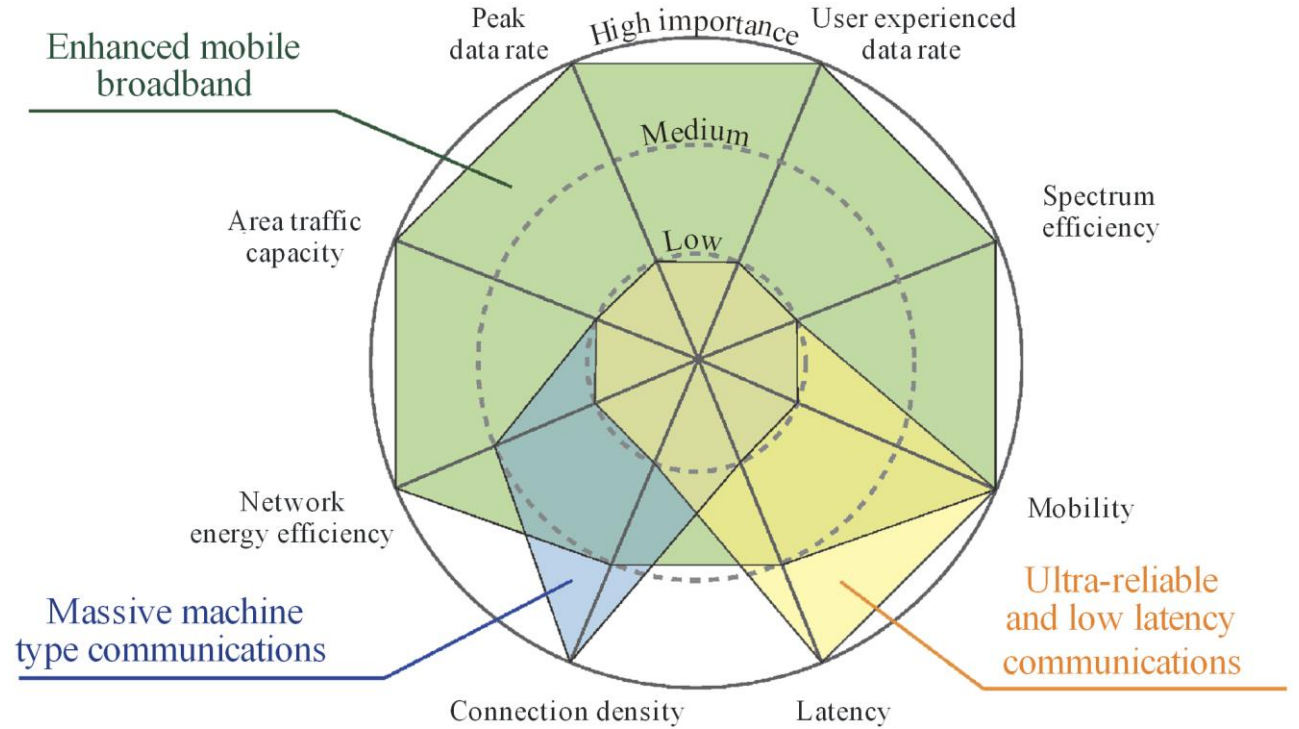 Peak
data rate
High importance
User experienced
data rate
Enhanced mobile
broadband
Medium
Area traffic
capacity
Low
Spectrum
efficiency
Network
energy efficiency
Mobility
Massive machine
type communications
Ultra-reliable
and low latency
communications
Connection density
Latency